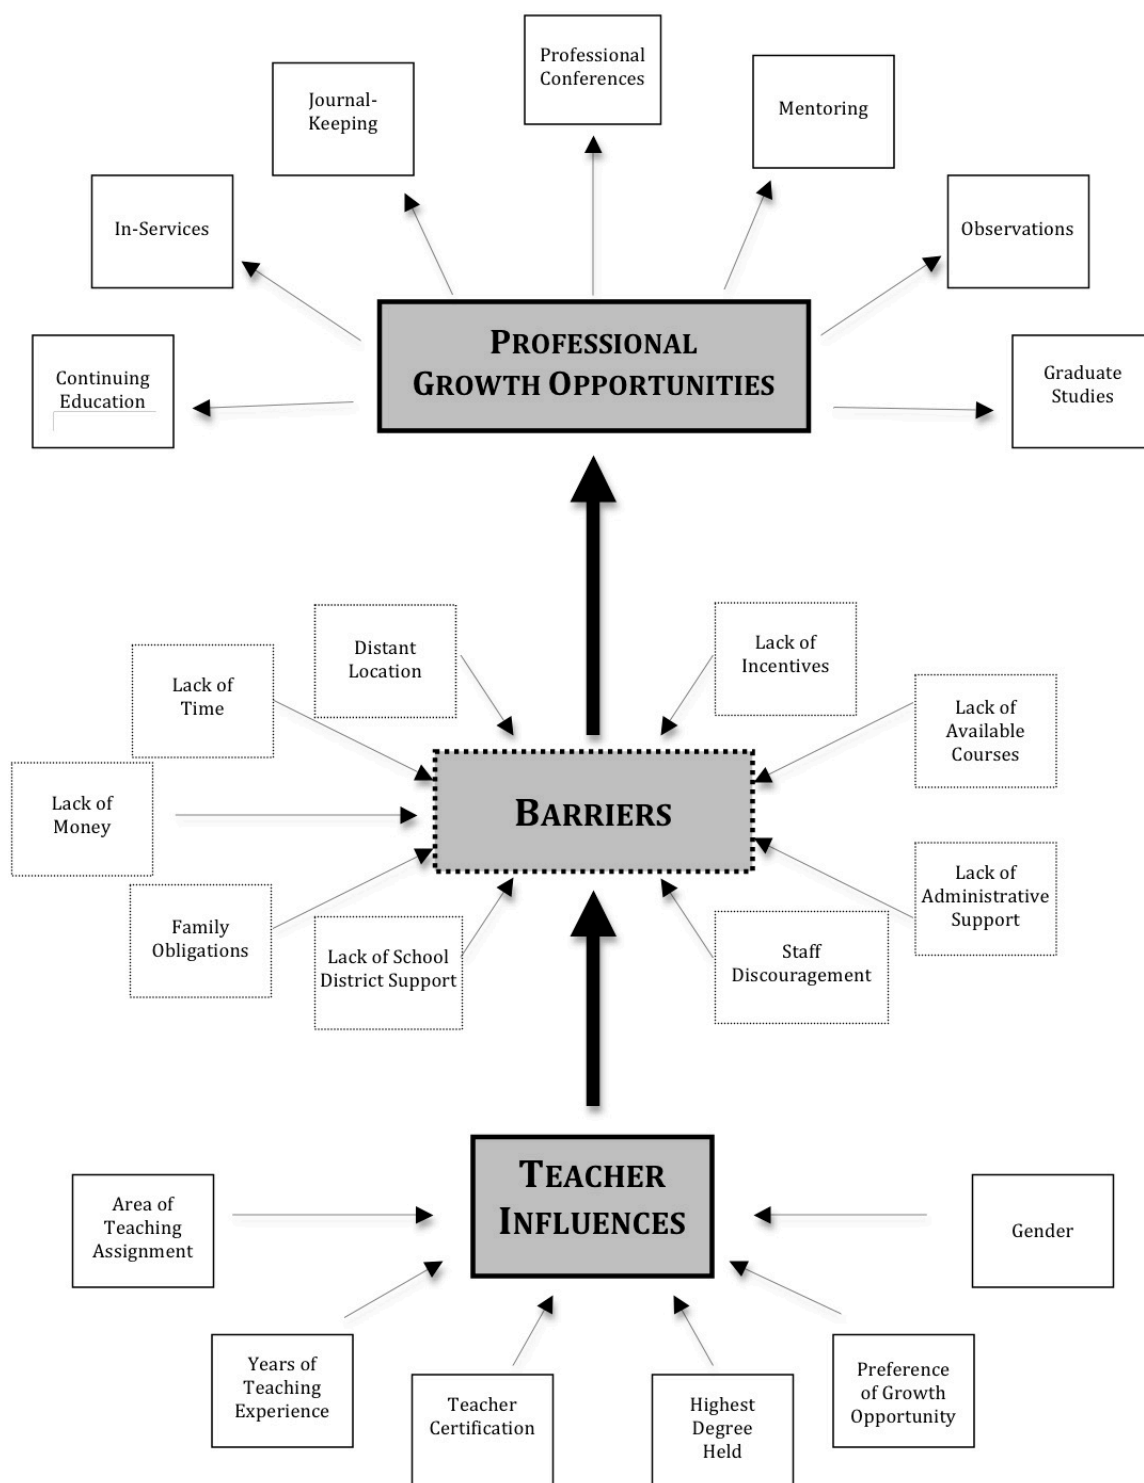 Professional
Conferences
Journal-
Keeping
Mentoring
In-Services
Observations
PROFESSIONAL
GROWTH OPPORTUNITIES
Continuing
Education
Graduate
Studies
Distant
Location
Lack of
Incentives
Lack of
Time
Lack of
Available
Courses
Lack of
Money
BARRIERS
Family
Obligations
Lack of School
District Support
Staff
Discouragement
Lack of
Administrative
Support
TEACHER
INFLUENCES
Area of
Teaching
Assignment
Gender
Years of
Teaching
Experience
Teacher
Certification
Highest
Degree
Held
Preference
of Growth
Opportunity